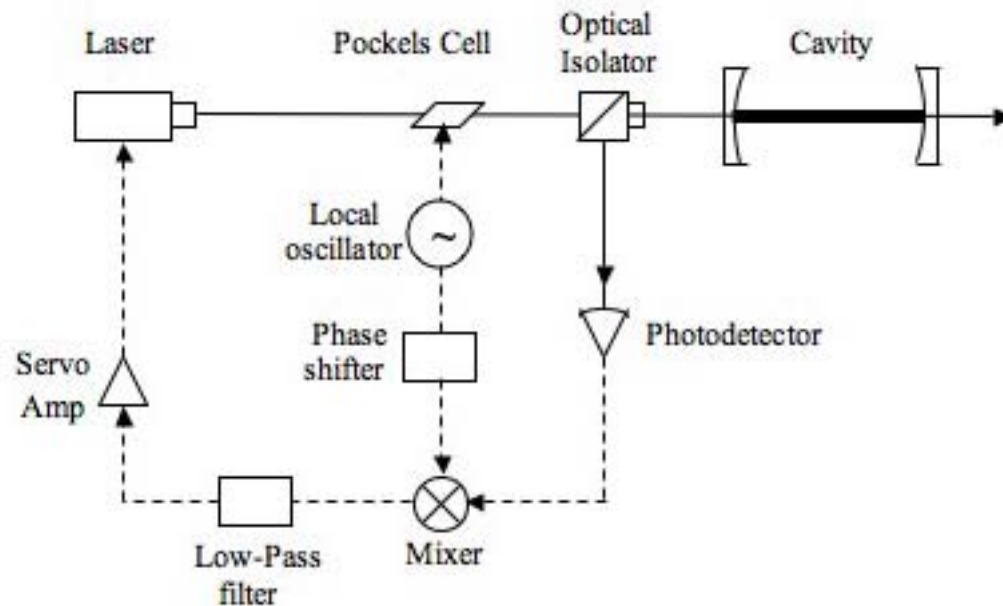 Laser
Pockels Cell
Optical
Isolator
Cavity
Local
oscillator
~
Phase
shifter
Photodetector
Servo
Amp
Mixer
Low-Pass
filter